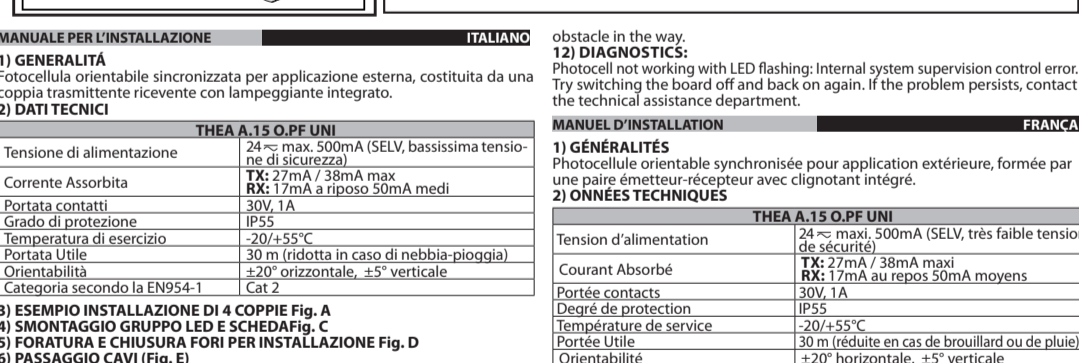 MANUALE PER L'INSTALLAZIONE ITALIANO
1) GENERALITÁ
Fotocellula orientabile sincronizzata per applicazione esterna, costituita da una
coppia trasmittente ricevente con lampeggiante integrato.
2) DATI TECNICI
THEA A.15 O.PF UNI
Tensione di alimentazione 24⏦ max. 500mA (SELV, bassissima tensio-
ne di sicurezza)
Corrente Assorbita TX: 27mA / 38mA max
RX: 17mA a riposo 50mA medi
Portata contatti 30V, 1A
Grado di protezione IP55
Temperatura di esercizio -20/+55°C
Portata Utile 30 m (ridotta in caso di nebbia-pioggia)
Orientabilità ±20° orizzontale, ±5° verticale
Categoria secondo la EN954-1 Cat 2
3) ESEMPIO INSTALLAZIONE DI 4 COPPIE Fig. A
4) SMONTAGGIO GRUPPO LED E SCHEDAFig. C
5) FORATURA E CHIUSURA FORI PER INSTALLAZIONE Fig. D
6) PASSAGGIO CAVI (Fig. E)
obstacle in the way.
12) DIAGNOSTICS:
Photocell not working with LED flashing: Internal system supervision control error.
Try switching the board off and back on again. If the problem persists, contact
the technical assistance department.
MANUEL D'INSTALLATION FRANÇA
1) GÉNÉRALITÉS
Photocellule orientable synchronisée pour application extérieure, formée par
une paire émetteur-récepteur avec clignotant intégré.
2) ONNÉES TECHNIQUES
THEA A.15 O.PF UNI
Tension d'alimentation 24⏦ maxi. 500mA (SELV, très faible tensio
de sécurité)
Courant Absorbé TX: 27mA / 38mA maxi
RX: 17mA au repos 50mA moyens
Portée contacts 30V, 1A
Degré de protection IP55
Température de service -20/+55°C
Portée Utile 30 m (réduite en cas de brouillard ou de pluie)
Orientabilité ±20° horizontale, ±5° verticale